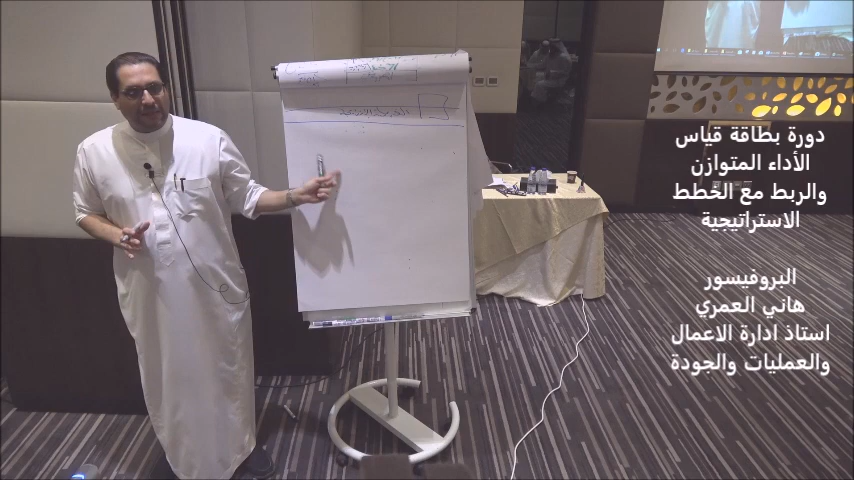 دورة بطاقة قياس
الأداء المتوازن
والربط مع الخطط
الاستراتيجية
البروفيسور
هاني العمري
استاذ ادارة الاعمال
والعمليات والجودة